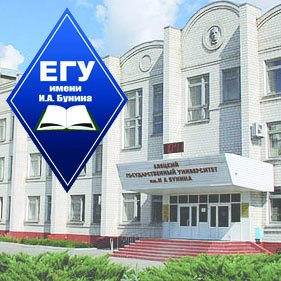 ЕГУ
имени
И.А. Бунина
ЕЛЕЦКИЙ
ГОСУДАРСТВЕННЫЙ УНИВЕРСИТЕТ
им. И. А. БУНИНА